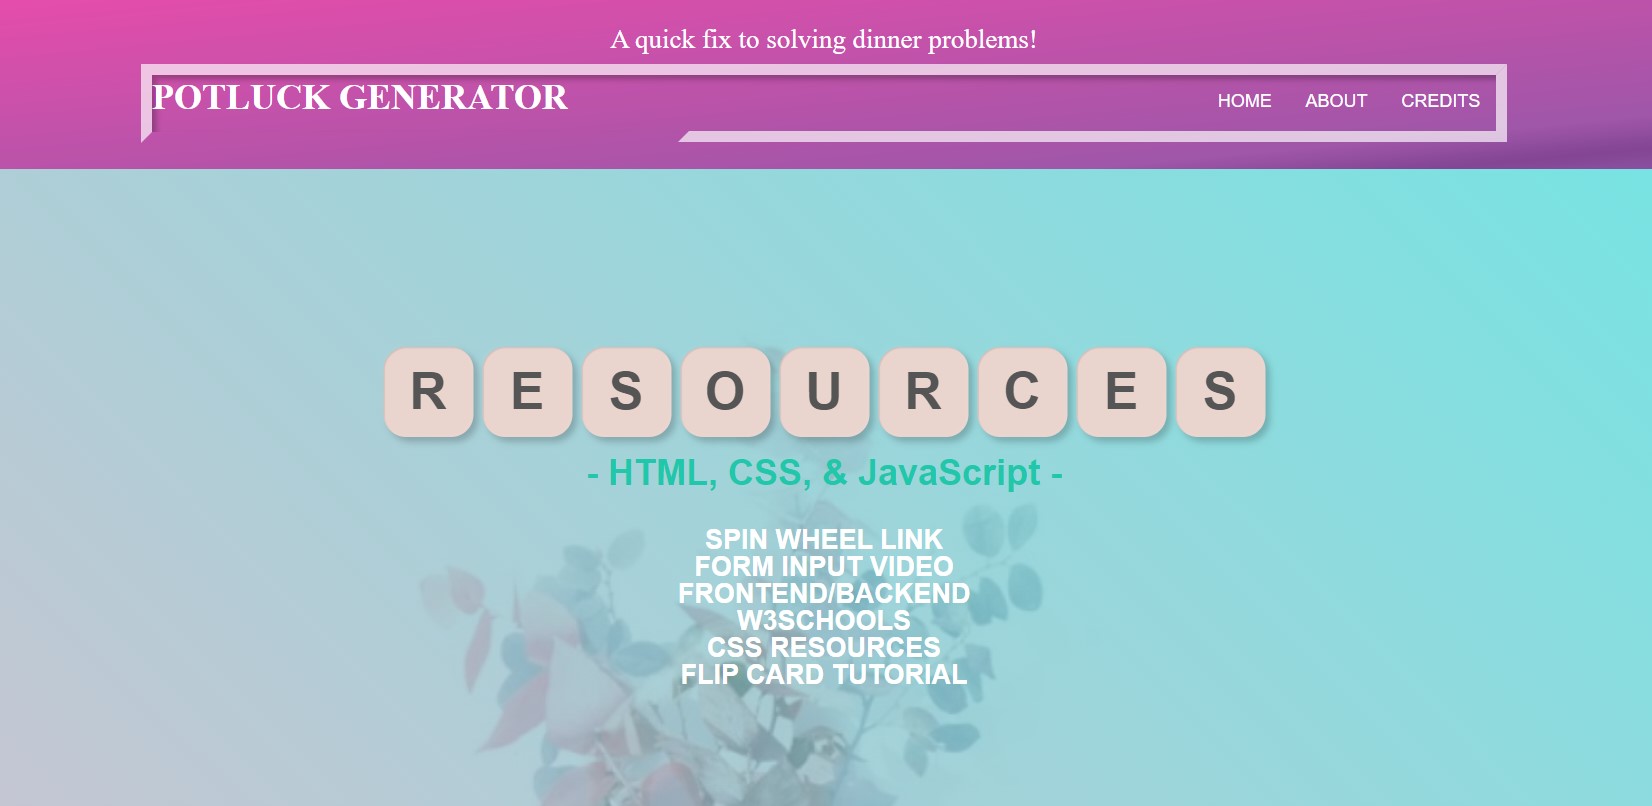 A quick fix to solving dinner problems!
POTLUCK GENERATOR
HOME ABOUT CREDITS
RESOURCES
- HTML, CSS, & JavaScript -
SPIN WHEEL LINK
FORM INPUT VIDEO
FRONTEND/BACKEND
W3SCHOOLS
CSS RESOURCES
FLIP CARD TUTORIAL